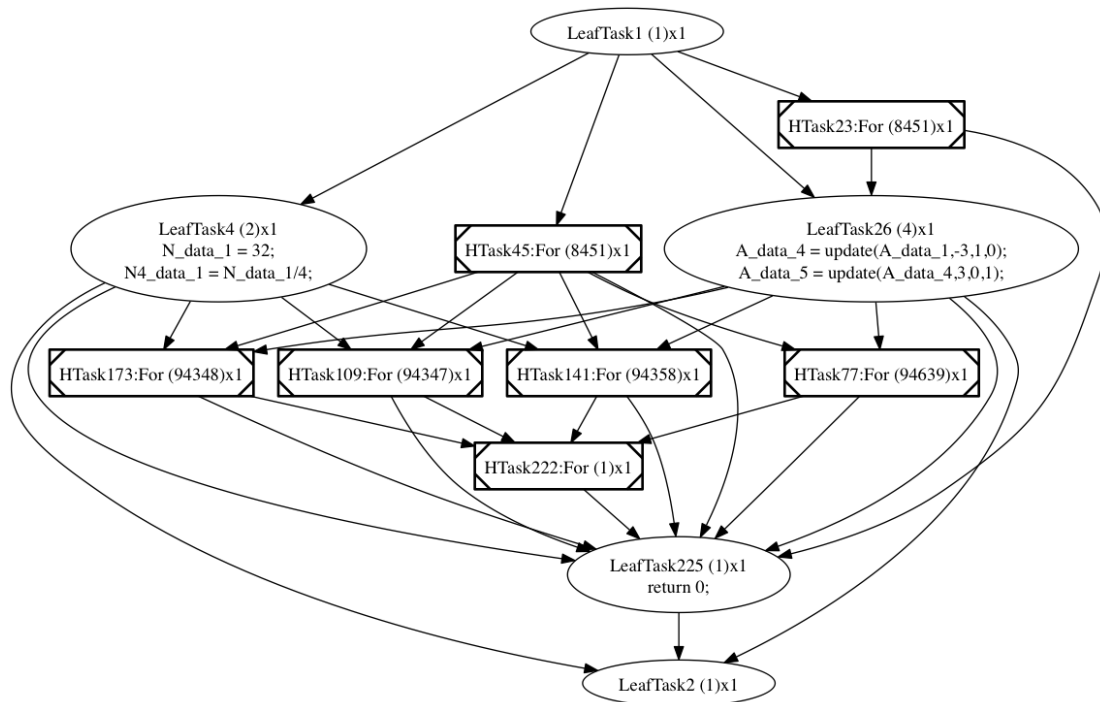 LeafTask1 (1)x1
HTask23:For (8451)x1
LeafTask4 (2)x1
N_data_1 = 32;
N4_data_1 = N_data_1/4;
HTask45:For (8451)x1
LeafTask26 (4)x1
A_data_4 = update(A_data_1,-3,1,0);
A_data_5 = update(A_data_4,3,0,1);
HTask173:For (94348)x1
HTask109:For (94347)x1
HTask141:For (94358)x1
HTask77:For (94639)x1
HTask222:For (1)x1
LeafTask225 (1)x1
return 0;
LeafTask2 (1)x1